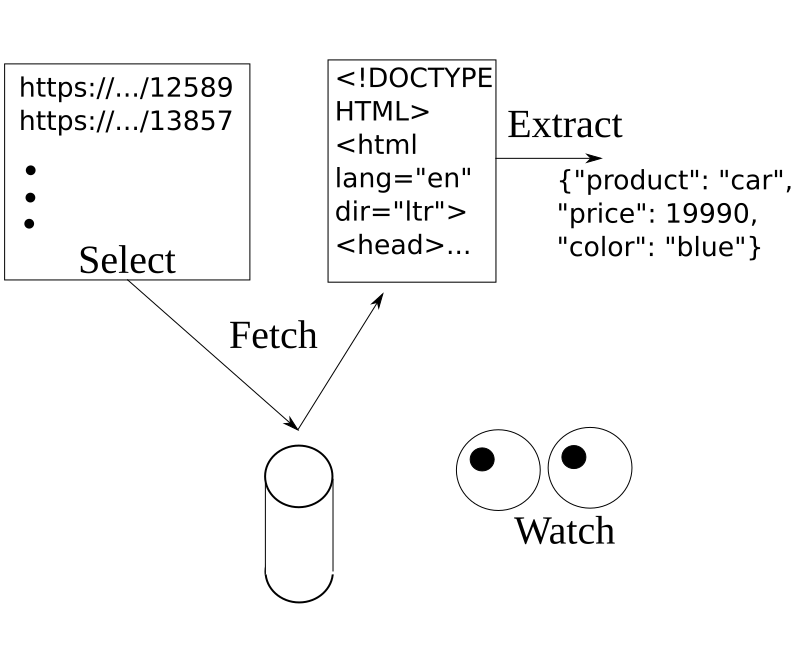 https://.../12589
https://.../13857
Select
Fetch
<!DOCTYPE
HTML>
<html
lang="en"
dir="ltr">
<head>...
Extract
{"product": "car",
"price": 19990,
"color": "blue"}
Watch